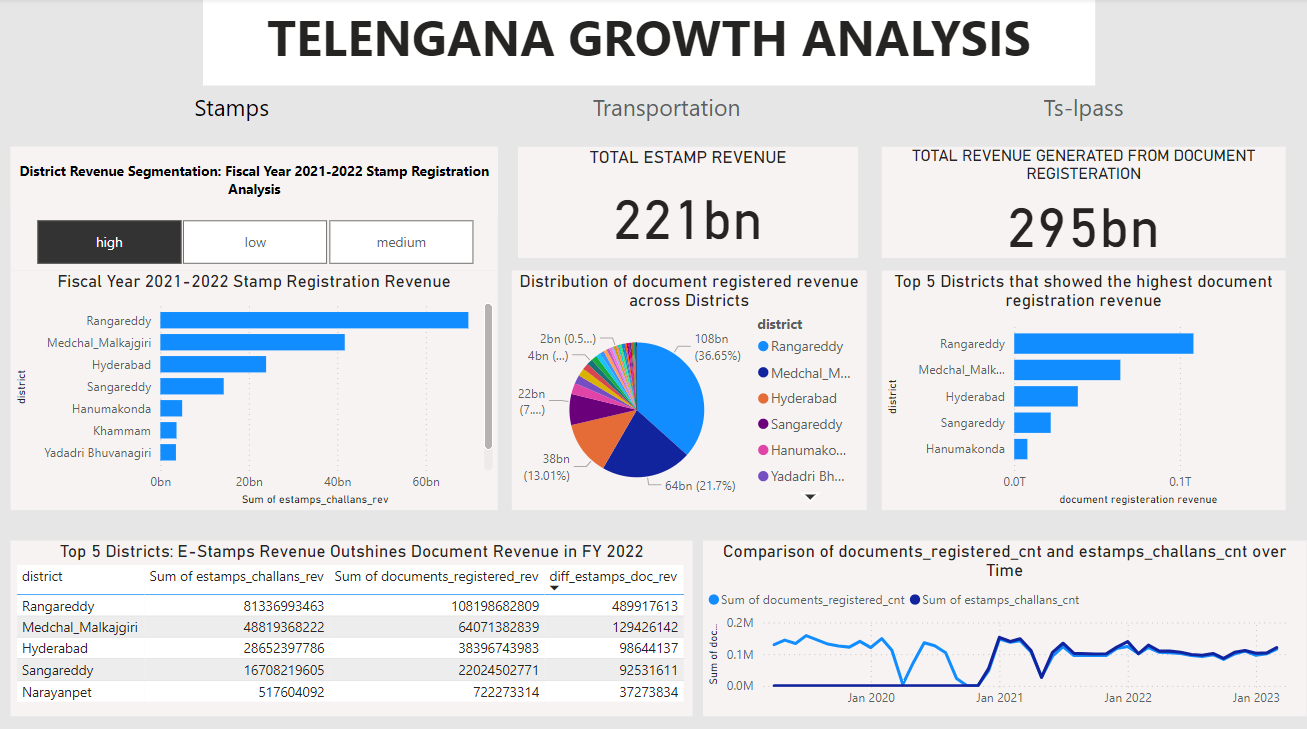 TELENGANA GROWTH ANALYSIS
Stamps
Transportation
Ts-Ipass
District Revenue Segmentation: Fiscal Year 2021-2022 Stamp Registration
Analysis
high
low
medium
TOTAL ESTAMP REVENUE
221bn
TOTAL REVENUE GENERATED FROM DOCUMENT
REGISTERATION
295bn
Fiscal Year 2021-2022 Stamp Registration Revenue
district
Rangareddy
Medchal_Malkajgiri
Hyderabad
Sangareddy
Hanumakonda
Khammam
Yadadri Bhuvanagiri
0bn
20bn
40bn
60bn
Sum of estamps_challans_rev
Distribution of document registered revenue
across Districts
2bn (0.5...)
4bn (...)
22bn
(7....)
38bn
(13.01%)
64bn (21.7%)
108bn
(36.65%)
district
Rangareddy
Medchal_M...
Hyderabad
Sangareddy
Hanumako...
Yadadri Bh...
Top 5 Districts that showed the highest document
registration revenue
district
Rangareddy
Medchal_Malk...
Hyderabad
Sangareddy
Hanumakonda
0.0T
0.1T
document registeration revenue
Top 5 Districts: E-Stamps Revenue Outshines Document Revenue in FY 2022
district Sum of estamps_challans_rev Sum of documents_registered_rev diff_estamps_doc_rev
Rangareddy 81336993463 108198682809 489917613
Medchal_Malkajgiri 48819368222 64071382839 129426142
Hyderabad 28652397786 38396743983 98644137
Sangareddy 16708219605 22024502771 92531611
Narayanpet 517604092 722273314 37273834
Comparison of documents_registered_cnt and estamps_challans_cnt over
Time
Sum of documents_registered_cnt Sum of estamps_challans_cnt
Sum of doc...
0.2M
0.1M
0.0M
Jan 2020
Jan 2021
Jan 2022
Jan 2023